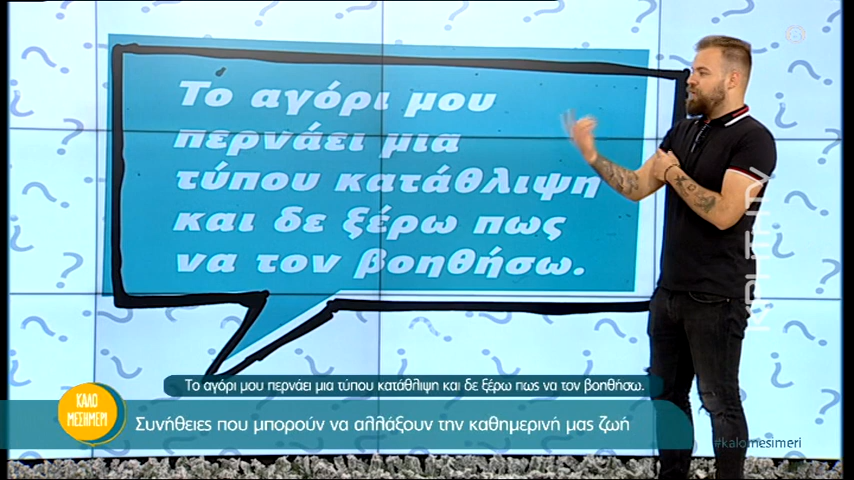 Το αγόρι μου
περνάει μια
τύπου κατάθλιψη
και δε ξέρω πως
να τον βοηθήσω.
ΚΡΗΤΗ TV
Το αγόρι μου περνάει μια τύπου κατάθλιψη και δε ξέρω πως να τον βοηθήσω.
ΚΑΛΟ
ΜΕΣΗΜΕΡΙ
Συνήθειες που μπορούν να αλλάξουν την καθημερινή μας ζωή
#kalomesimeri